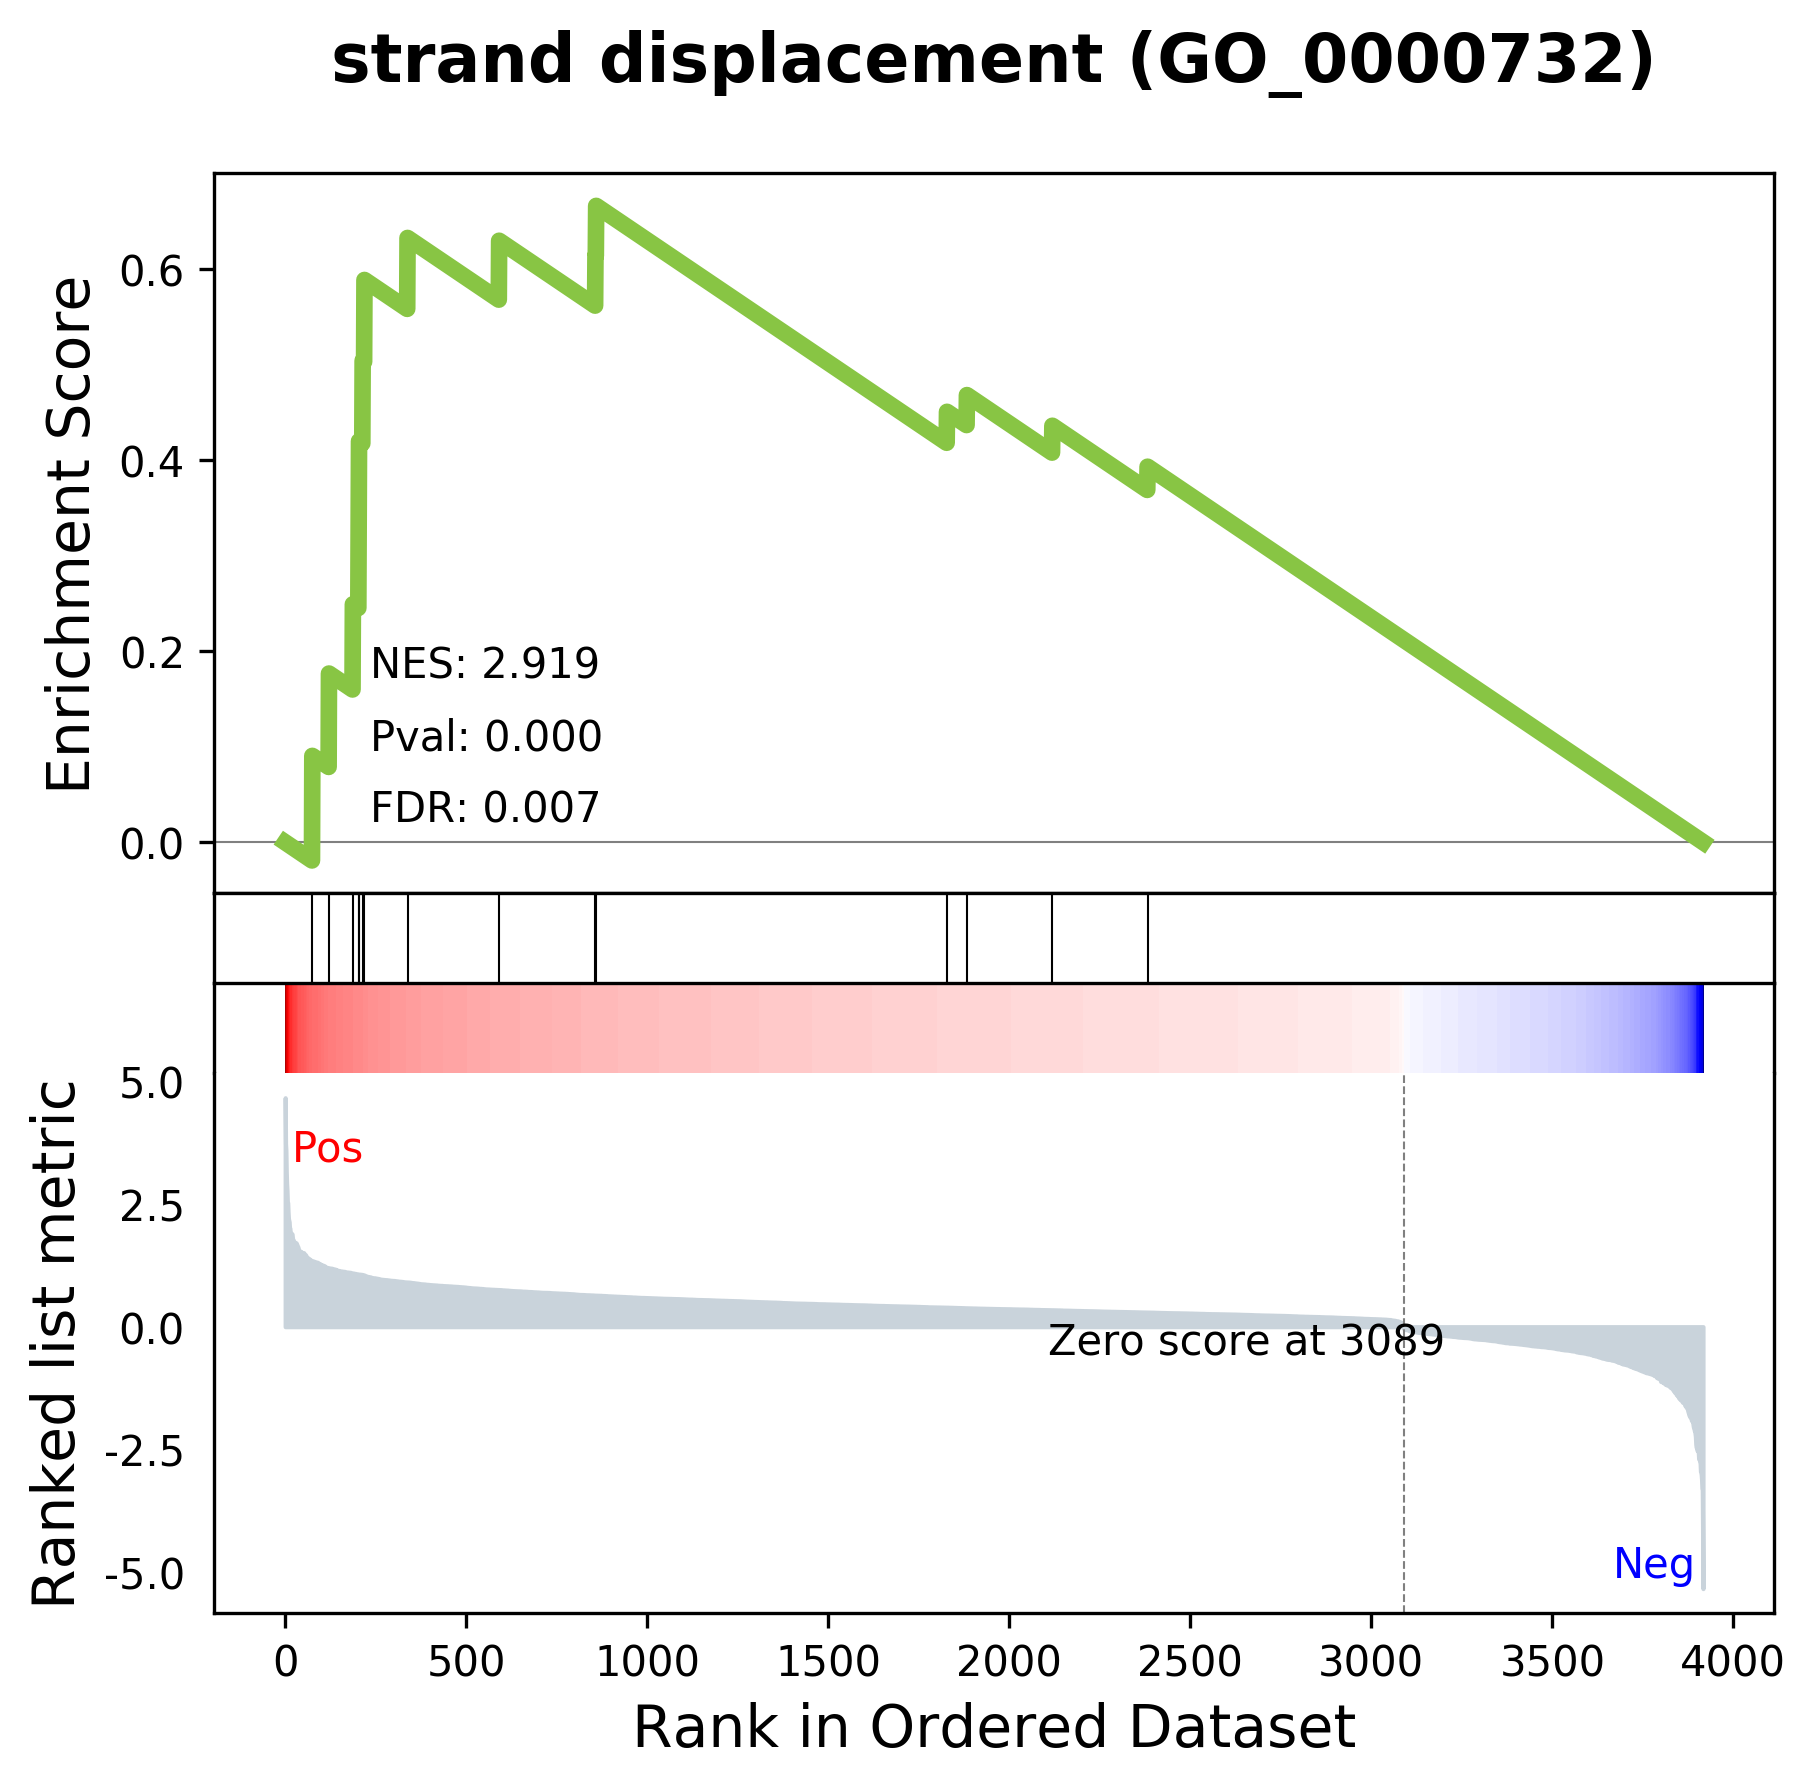 strand displacement (GO_0000732)
Enrichment Score
0.6
0.4
0.2
0.0
NES: 2.919
Pval: 0.000
FDR: 0.007
Ranked list metric
5.0
2.5
0.0
-2.5
-5.0
Pos
Zero score at 3089
Neg
0 500 1000 1500 2000 2500 3000 3500 4000
Rank in Ordered Dataset